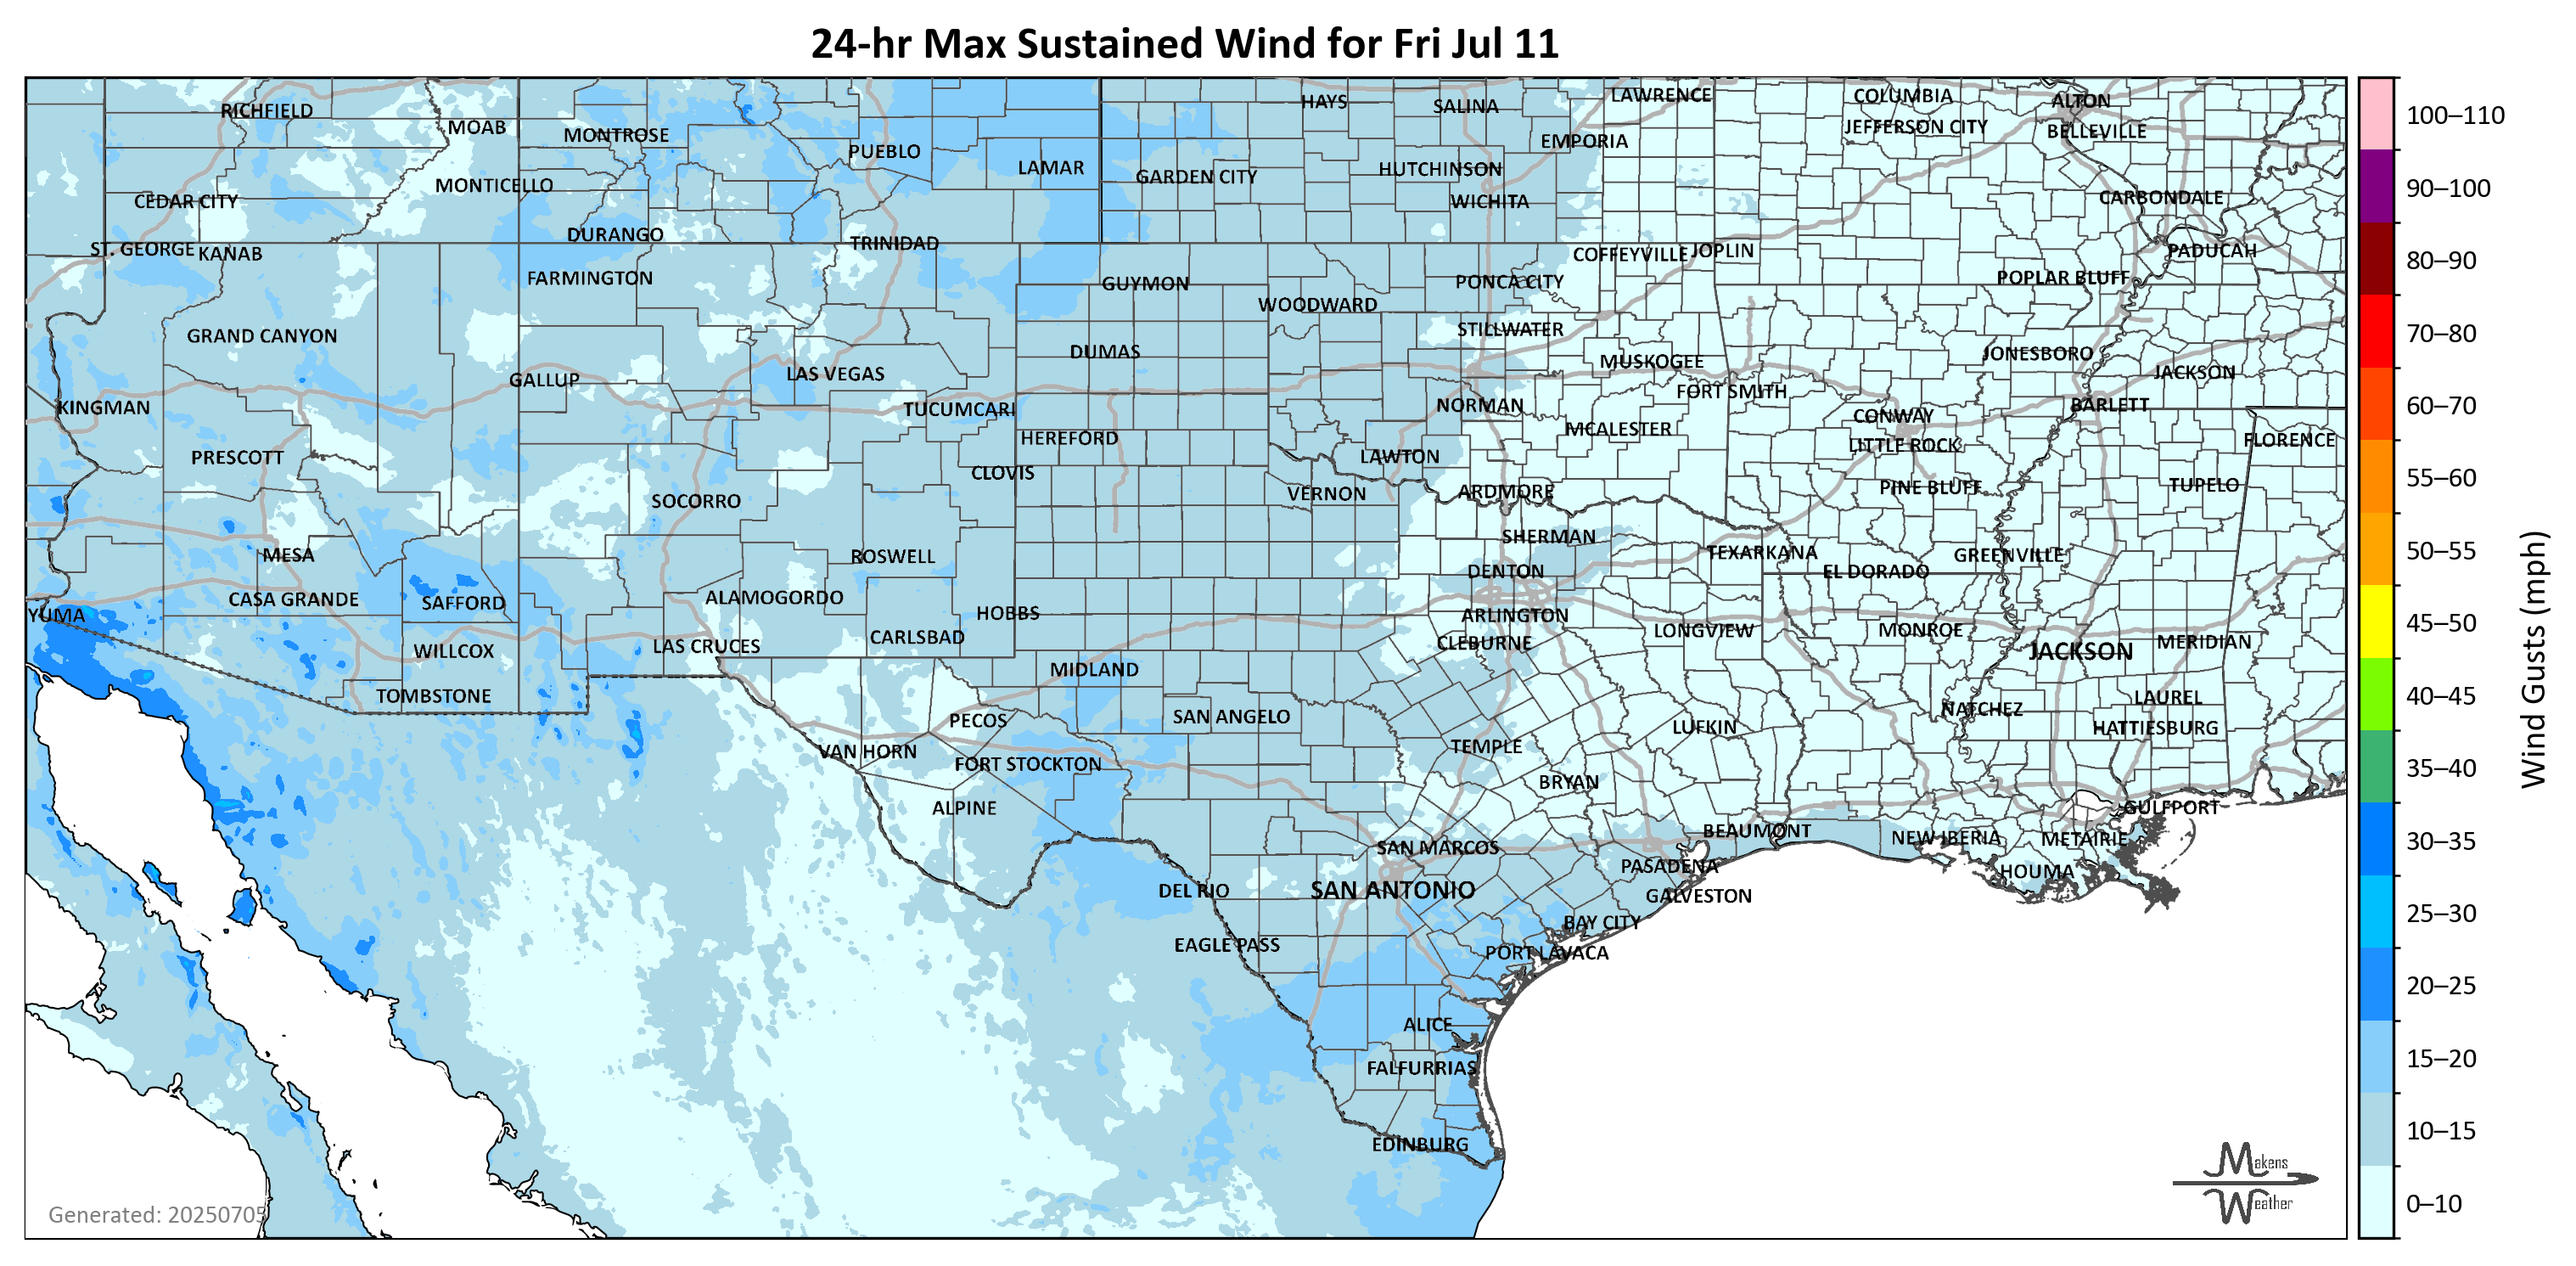 24-hr Max Sustained Wind for Fri Jul 11
RICHFIELD
MOAB
MONTROSE
PUEBLO
LAMAR
HAYS
SALINA
LAWRENCE
COLUMBIA
ALTON
JEFFERSON CITY
BELLEVILLE
EMPORIA
GARDEN CITY
HUTCHINSON
WICHITA
MONTICELLO
CEDAR CITY
CARBONDALE
DURANGO
TRINIDAD
ST. GEORGE
KANAB
COFFEYVILLE
JOPLIN
PADUCAH
FARMINGTON
GUYMON
PONCA CITY
POPLAR BLUFF
WOODWARD
STILLWATER
GRAND CANYON
DUMAS
MUSKOGEE
JONESBORO
GALLUP
LAS VEGAS
JACKSON
FORT SMITH
KINGMAN
TUCUMCARI
NORMAN
BARLETT
CONWAY
MCALESTER
HEREFORD
LITTLE ROCK
FLORENCE
PRESCOTT
LAWTON
CLOVIS
SOCORRO
VERNON
ARDMORE
PINE BLUFF
TUPELO
SHERMAN
MESA
ROSWELL
TEXARKANA
GREENVILLE
DENTON
EL DORADO
CASA GRANDE
SAFFORD
ALAMOGORDO
YUMA
HOBBS
ARLINGTON
LAS CRUCES
CARLSBAD
CLEBURNE
LONGVIEW
MONROE
MERIDIAN
WILLCOX
JACKSON
MIDLAND
TOMBSTONE
LAUREL
PECOS
SAN ANGELO
NATCHEZ
LUFKIN
HATTIESBURG
VAN HORN
TEMPLE
FORT STOCKTON
BRYAN
ALPINE
GULFPORT
BEAUMONT
NEW IBERIA
METAIRIE
SAN MARCOS
PASADENA
HOUMA
DEL RIO
SAN ANTONIO
GALVESTON
BAY CITY
EAGLE PASS
PORT LAVACA
ALICE
FALFURRIAS
EDINBURG
Generated: 20250705
Makens
Weather
100–110
90–100
80–90
70–80
60–70
55–60
50–55
45–50
40–45
35–40
30–35
25–30
20–25
15–20
10–15
0–10
Wind Gusts (mph)